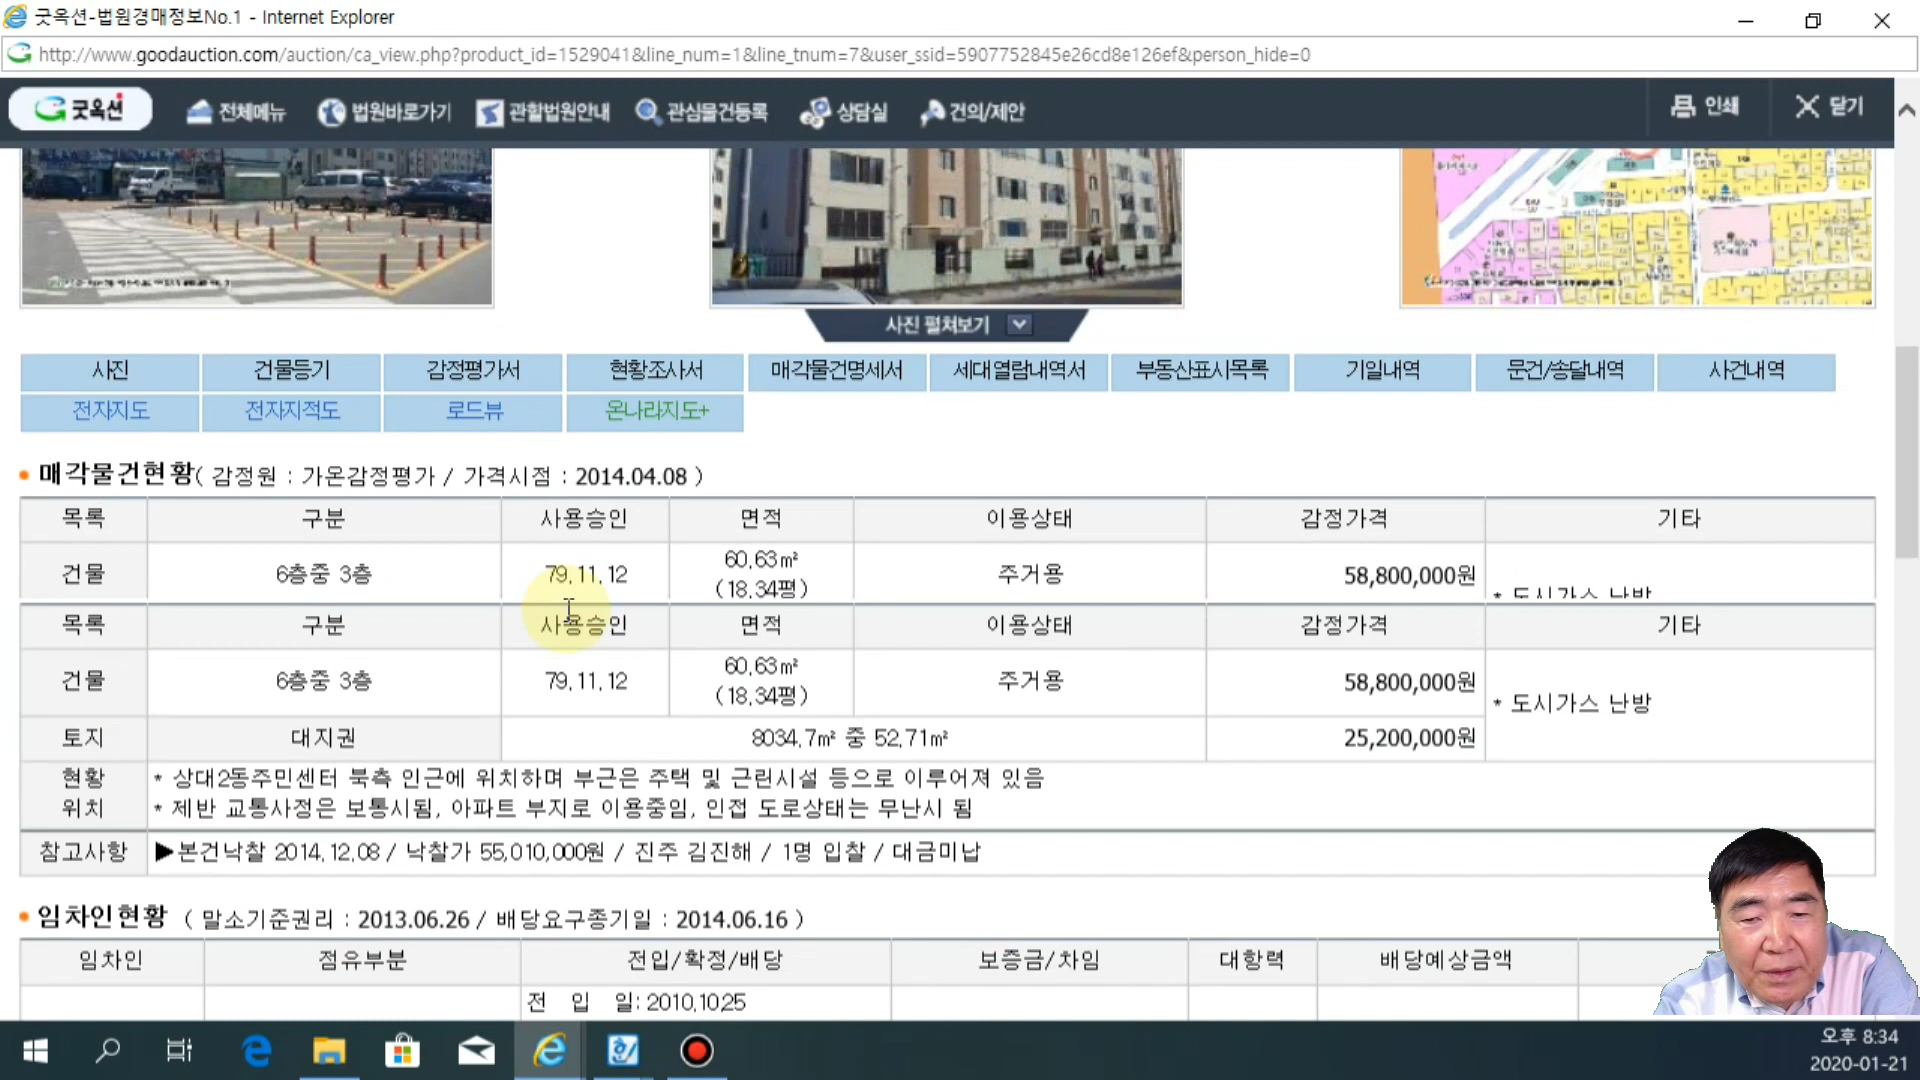 굿옥션-법원경매정보No.1 - Internet Explorer
http://www.goodauction.com/auction/ca_view.php?product_id=1529041&line_num=1&line_tnum=7&user_ssid=5907752845e26cd8e126ef&person_hide=0
굿옥션 전체메뉴 법원바로가기 관할법원안내 관심물건등록 상담실 건의/제안 인쇄 닫기
사진 펼쳐보기
사진 건물등기 감정평가서 현황조사서 매각물건명세서 세대열람내역서 부동산표시목록 기일내역 문건/송달내역 사건내역
전자지도 전자지적도 로드뷰 온나라지도+
매각물건현황( 감정원 : 가온감정평가 / 가격시점 : 2014.04.08 )
목록 구분 사용승인 면적 이용상태 감정가격 기타
건물 6층중 3층 79.11.12 60.63㎡ (18.34평) 주거용 58,800,000원 * 도시가스 난방
목록 구분 사용승인 면적 이용상태 감정가격 기타
건물 6층중 3층 79.11.12 60.63㎡ (18.34평) 주거용 58,800,000원 * 도시가스 난방
토지 대지권 8034.7㎡ 중 52.71㎡ 25,200,000원
현황 위치 * 상대2동주민센터 북측 인근에 위치하며 부근은 주택 및 근린시설 등으로 이루어져 있음
* 제반 교통사정은 보통시됨, 아파트 부지로 이용중임, 인접 도로상태는 무난시 됨
참고사항 ▶본건낙찰 2014.12.08 / 낙찰가 55,010,000원 / 진주 김진해 / 1명 입찰 / 대금미납
임차인현황 ( 말소기준권리 : 2013.06.26 / 배당요구종기일 : 2014.06.16 )
임차인 점유부분 전입/확정/배당 보증금/차임 대항력 배당예상금액
전 입 일: 2010.10.25
오후 8:34
2020-01-21